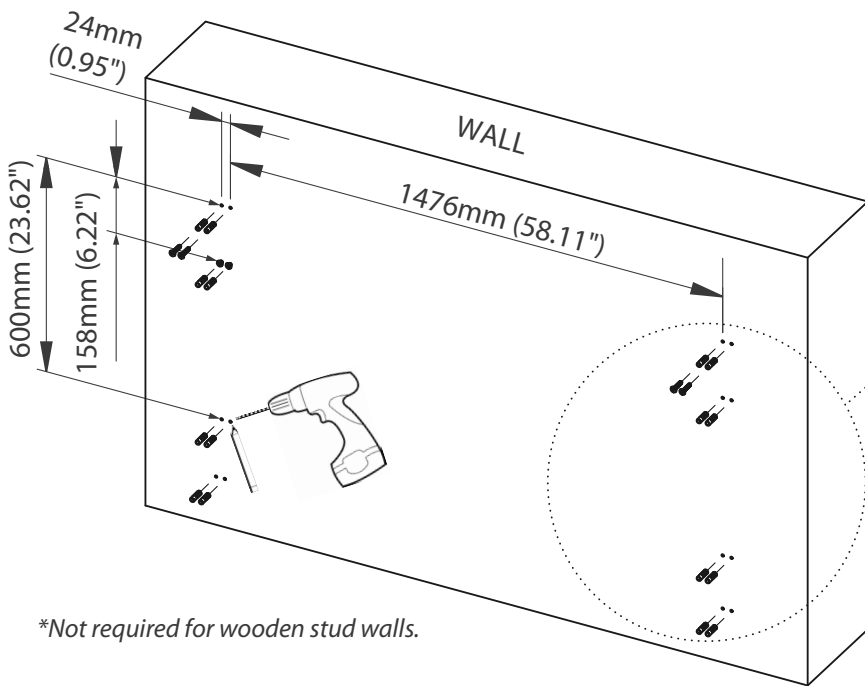 24mm
(0.95")
WALL
1476mm (58.11")
600mm (23.62")
158mm (6.22")
*Not required for wooden stud walls.